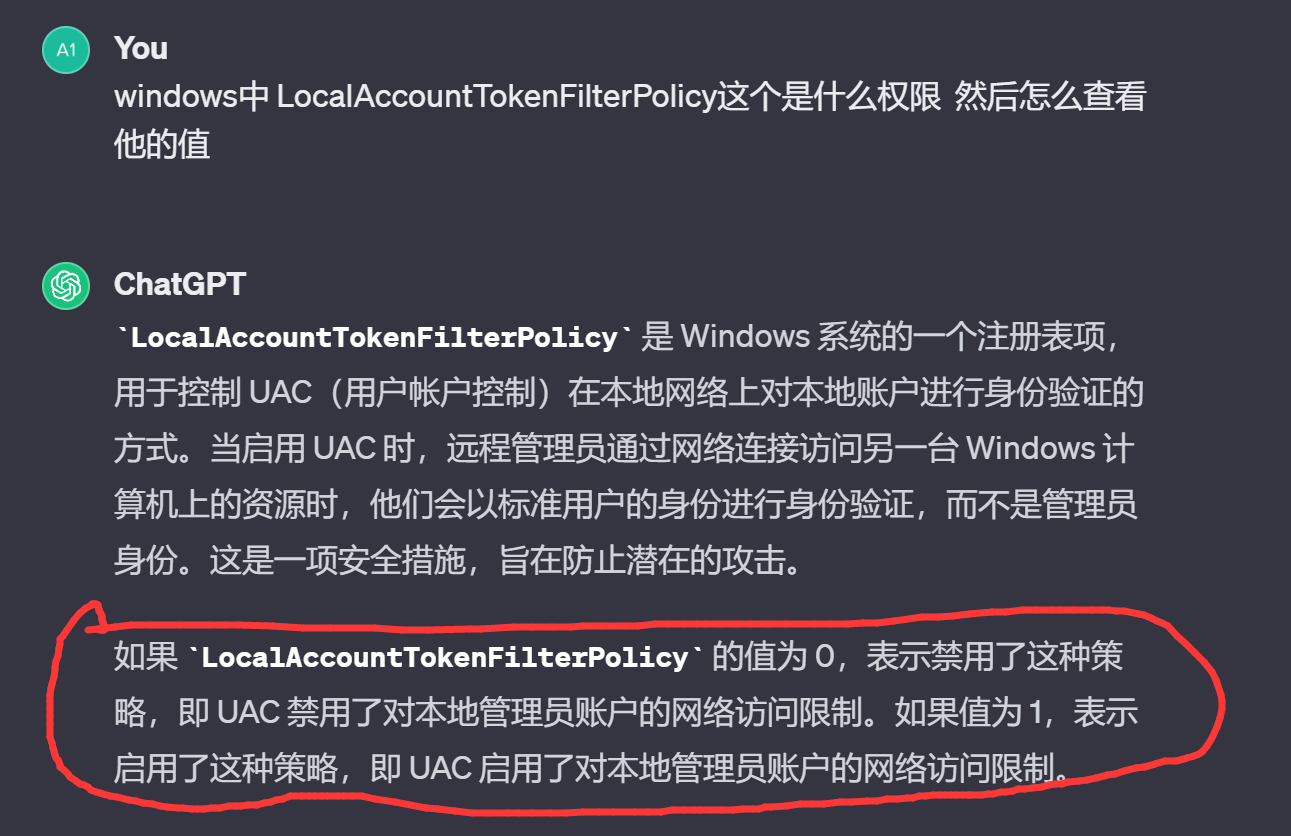 A1
You
windows中 LocalAccountTokenFilterPolicy这个是什么权限 然后怎么查看
他的值
ChatGPT
`LocalAccountTokenFilterPolicy` 是 Windows 系统的一个注册表项，
用于控制 UAC（用户帐户控制）在本地网络上对本地账户进行身份验证的
方式。当启用 UAC 时，远程管理员通过网络连接访问另一台 Windows 计
算机上的资源时，他们会以标准用户的身份进行身份验证，而不是管理员
身份。这是一项安全措施，旨在防止潜在的攻击。
如果 `LocalAccountTokenFilterPolicy` 的值为 0，表示禁用了这种策
略，即 UAC 禁用了对本地管理员账户的网络访问限制。如果值为 1，表示
启用了这种策略，即 UAC 启用了对本地管理员账户的网络访问限制。